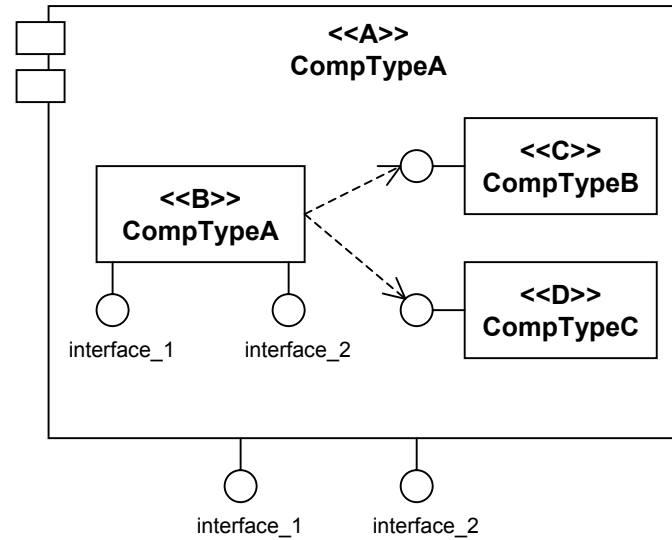 <<A>>
CompTypeA
<<B>>
CompTypeA
<<C>>
CompTypeB
<<D>>
CompTypeC
interface_1
interface_2
interface_1
interface_2